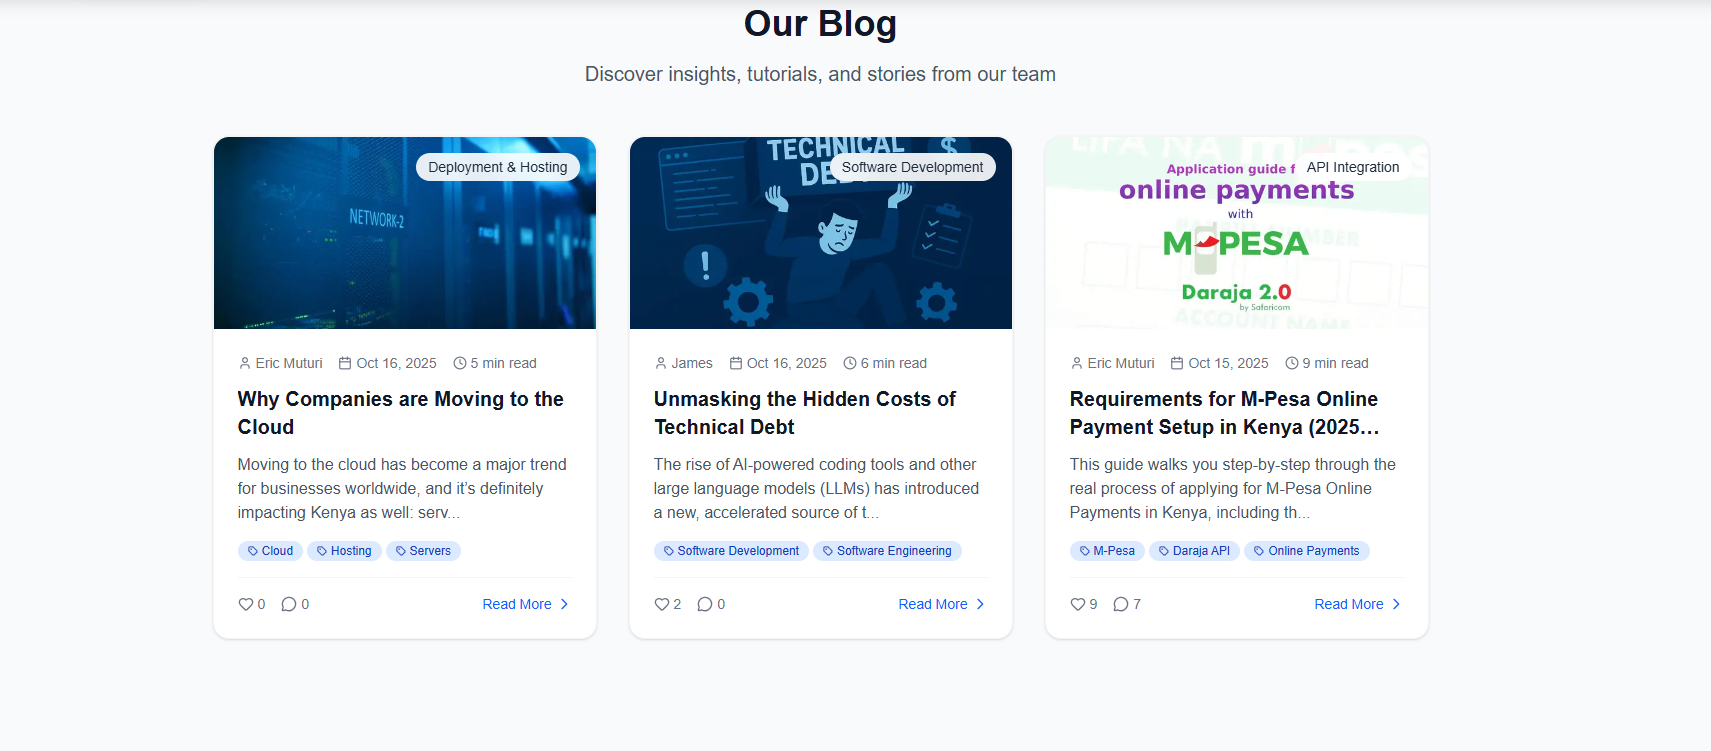 Our Blog
Discover insights, tutorials, and stories from our team
Deployment & Hosting
NETWORK-2
Eric Muturi Oct 16, 2025 5 min read
Why Companies are Moving to the
Cloud
Moving to the cloud has become a major trend
for businesses worldwide, and it’s definitely
impacting Kenya as well: serv...
Cloud Hosting Servers
0 0 Read More
TECHNICAL
Software Development
James Oct 16, 2025 6 min read
Unmasking the Hidden Costs of
Technical Debt
The rise of AI-powered coding tools and other
large language models (LLMs) has introduced
a new, accelerated source of t...
Software Development Software Engineering
2 0 Read More
LIPA NA
Application guide f
API Integration
online payments
with
M-PESA
Daraja 2.0
by Safaricom
ACCOUNT NAME
Eric Muturi Oct 15, 2025 9 min read
Requirements for M-Pesa Online
Payment Setup in Kenya (2025...
This guide walks you step-by-step through the
real process of applying for M-Pesa Online
Payments in Kenya, including th...
M-Pesa Daraja API Online Payments
9 7 Read More